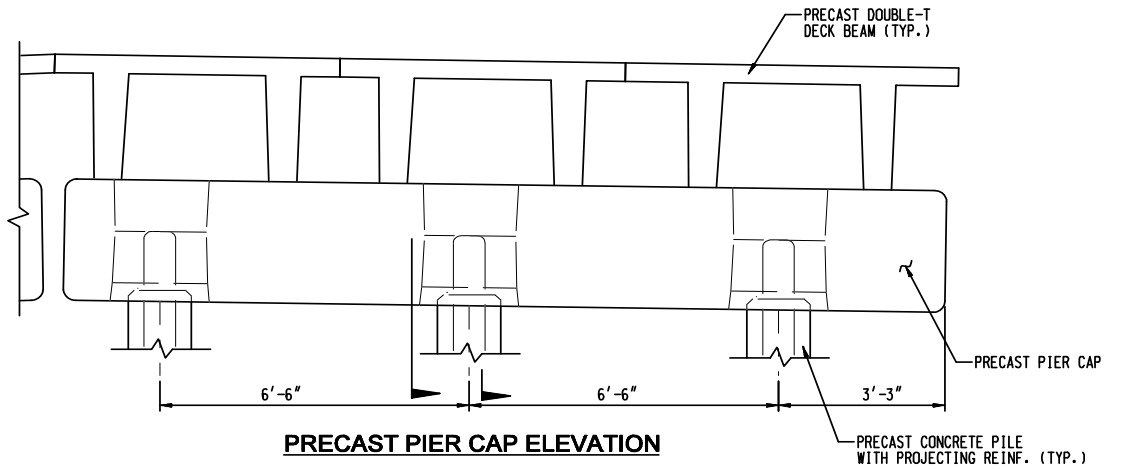 PRECAST DOUBLE-T
DECK BEAM (TYP.)
PRECAST PIER CAP
6'-6"
6'-6"
3'-3"
PRECAST PIER CAP ELEVATION
PRECAST CONCRETE PILE
WITH PROJECTING REINF. (TYP.)